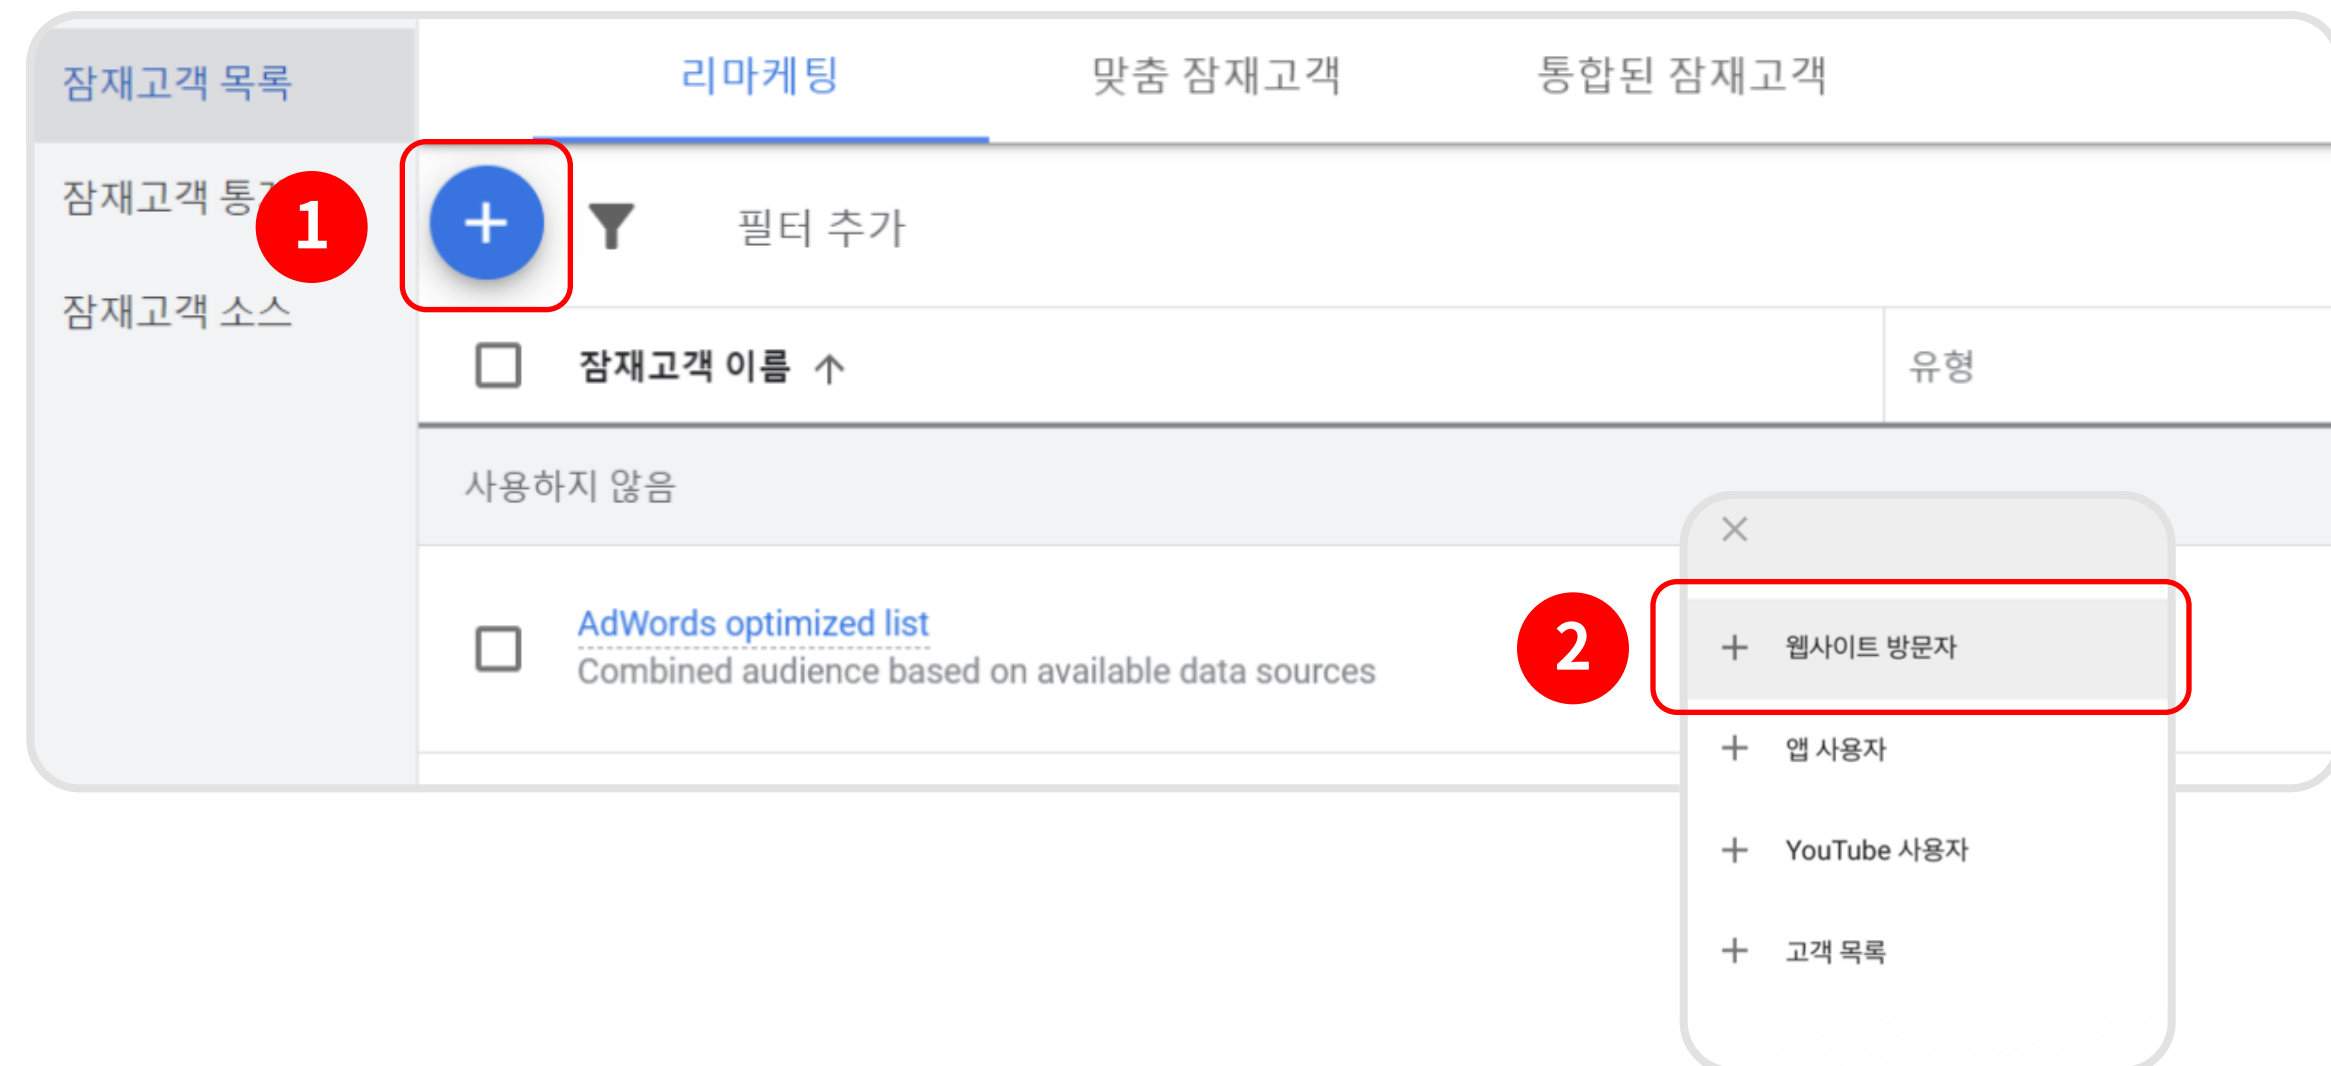 잠재고객 목록
리마케팅
맞춤 잠재고객
통합된 잠재고객
잠재고객
1
+
필터 추가
잠재고객 소스
잠재고객 이름 ↑
유형
사용하지 않음
AdWords optimized list
Combined audience based on available data sources
2
+ 웹사이트 방문자
+ 앱 사용자
+ YouTube 사용자
+ 고객 목록